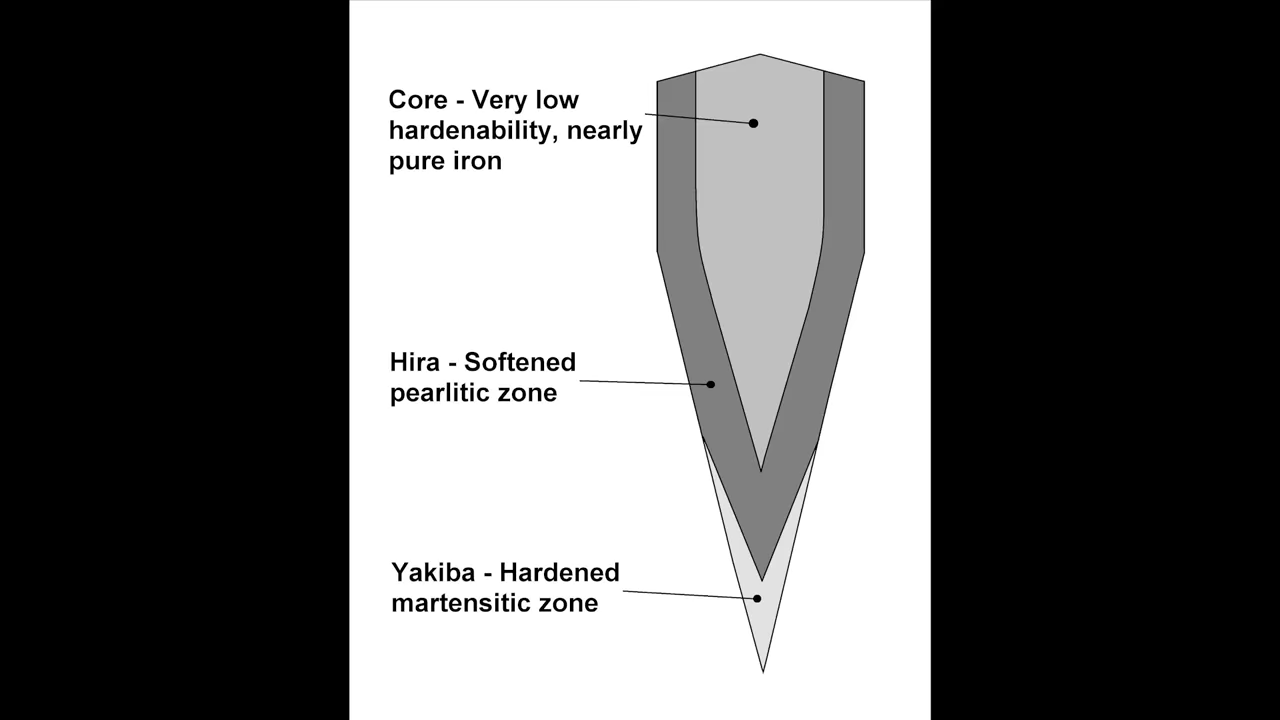 Core - Very low
hardenability, nearly
pure iron
Hira - Softened
pearlitic zone
Yakiba - Hardened
martensitic zone